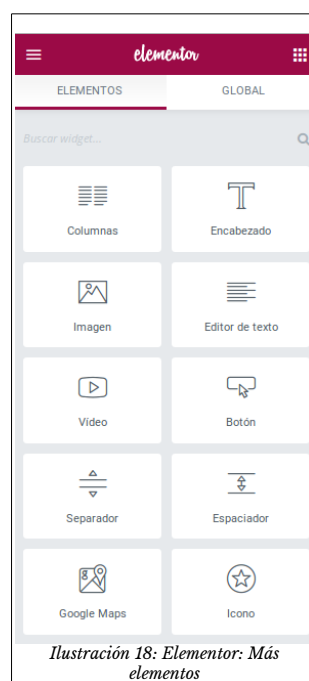 elementor
ELEMENTOS GLOBAL
Buscar widget...
Columnas Encabezado
Imagen Editor de texto
Vídeo Botón
Separador Espaciador
Google Maps Icono
Ilustración 18: Elementor: Más
elementos